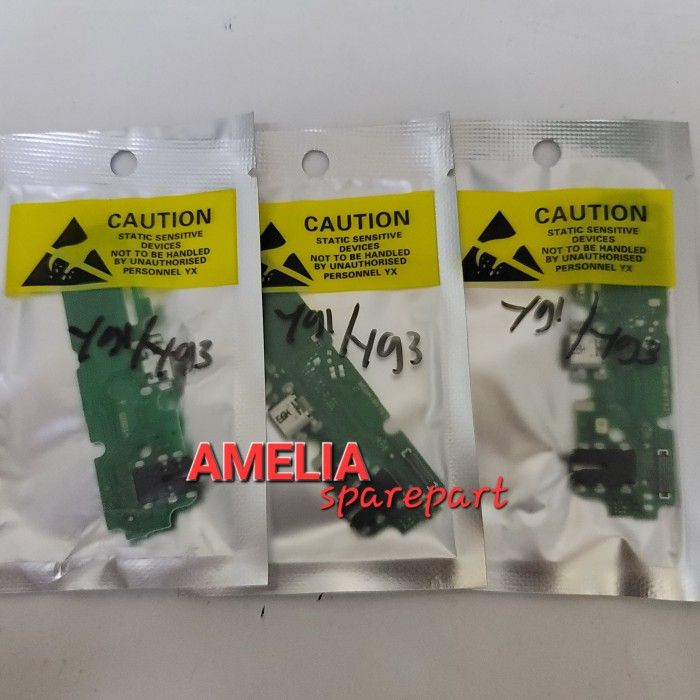 CAUTION
STATIC SENSITIVE
DEVICES
NOT TO BE HANDLED
BY UNAUTHORISED
PERSONNEL YX
Y91/Y93
CAUTION
STATIC SENSITIVE
DEVICES
NOT TO BE HANDLED
BY UNAUTHORISED
PERSONNEL YX
Y91/Y93
CAUTION
STATIC SENSITIVE
DEVICES
NOT TO BE HANDLED
BY UNAUTHORISED
PERSONNEL YX
Y91/Y93
AMELIA
sparepart